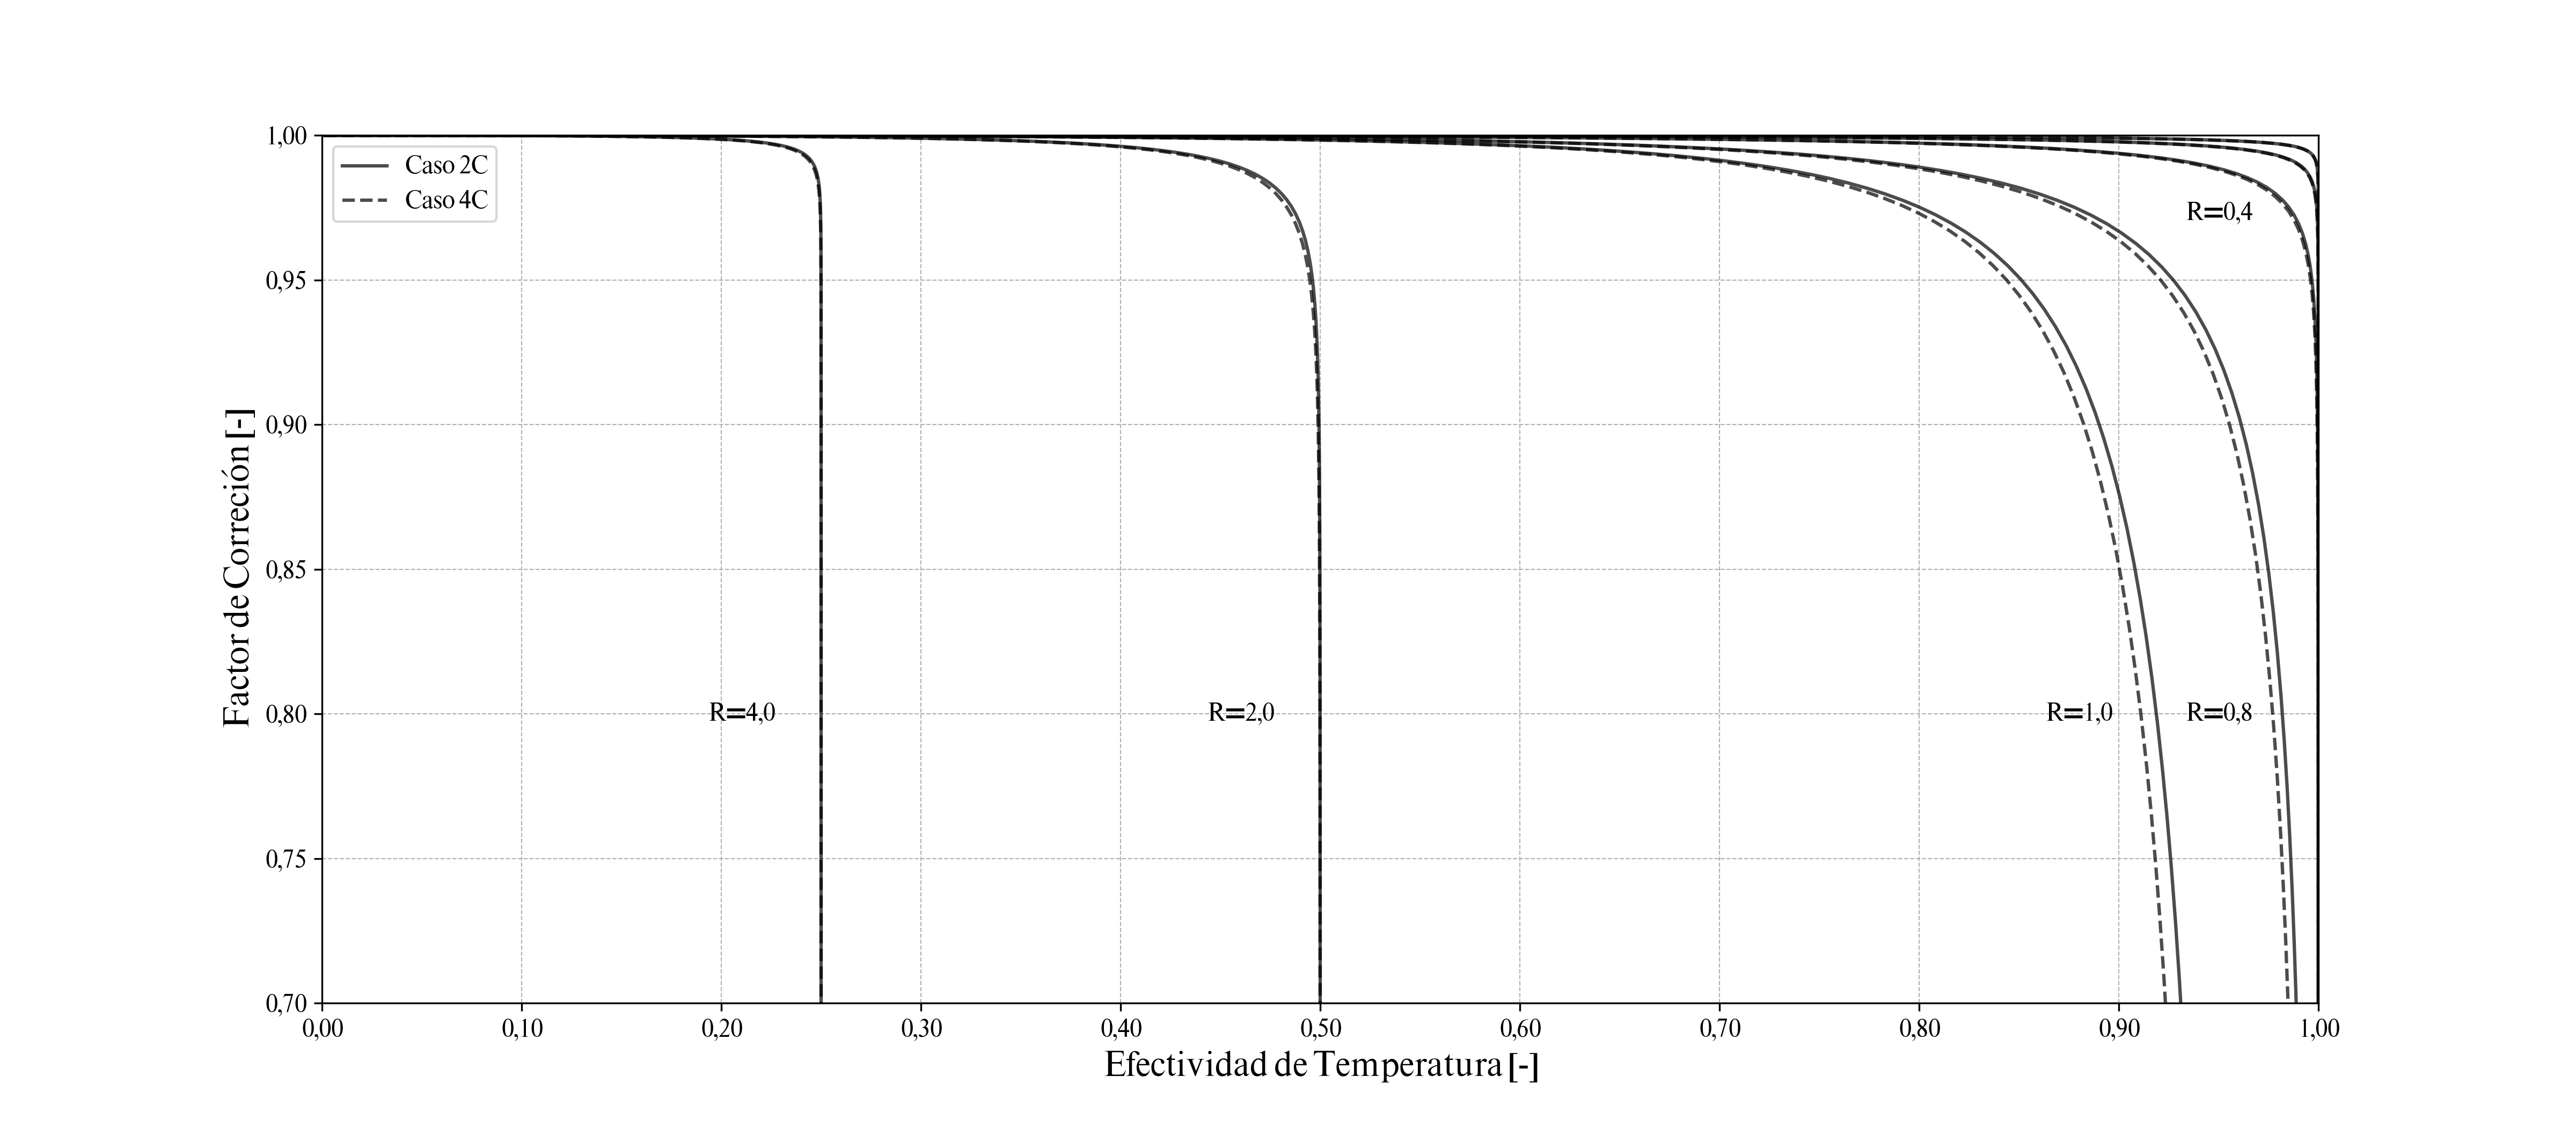 1,00
Caso 2C
Caso 4C
R=0,4
0,95
0,90
0,85
R=4,0
R=2,0
R=1,0
R=0,8
0,80
0,75
0,70
0,00
0,10
0,20
0,30
0,40
0,50
0,60
0,70
0,80
0,90
1,00
Factor de Correción [-]
Efectividad de Temperatura [-]